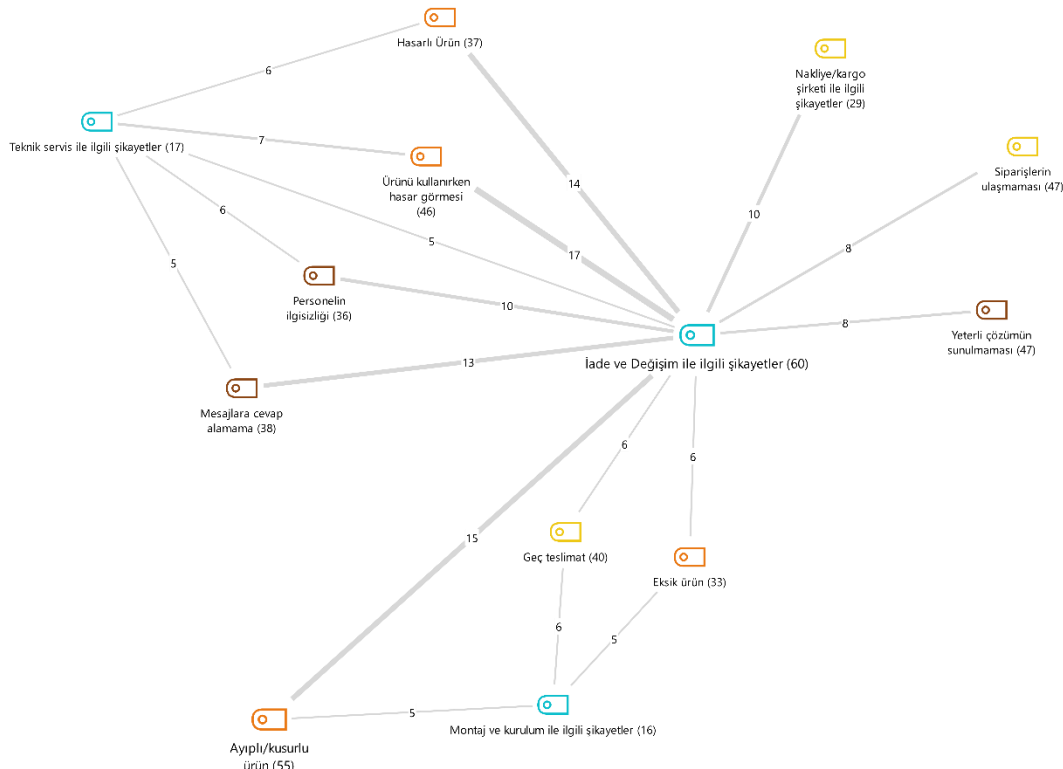 Hasarlı Ürün (37)
Nakliye/kargo
şirketi ile ilgili
şikayetler (29)
6
Teknik servis ile ilgili şikayetler (17)
7
Ürünü kullanırken
hasar görmesi
(46)
14
Siparişlerin
ulaşmaması (47)
6
5
10
8
5
17
Personelin
ilgisizliği (36)
10
8
Yeterli çözümün
sunulmaması (47)
13
İade ve Değişim ile ilgili şikayetler (60)
Mesajlara cevap
alamama (38)
6
6
15
Geç teslimat (40)
Eksik ürün (33)
6
5
5
Montaj ve kurulum ile ilgili şikayetler (16)
Ayıplı/kusurlu
ürün (55)